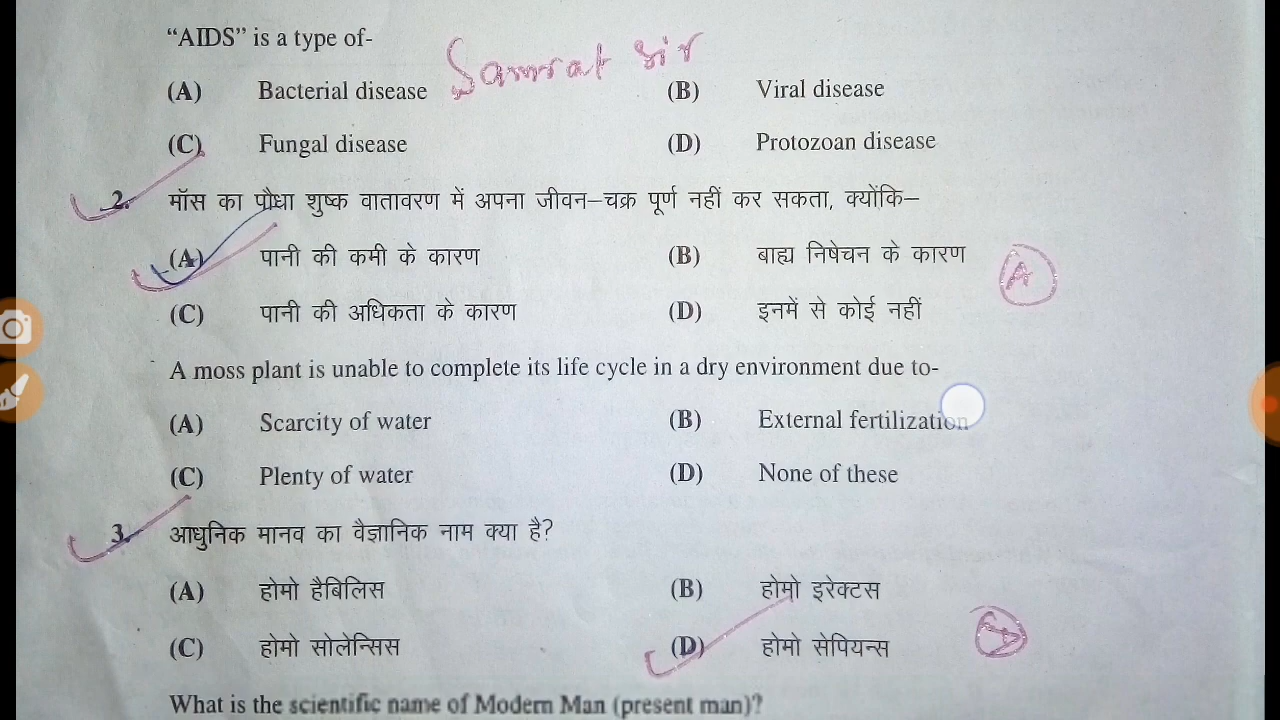 "AIDS" is a type of-
Samrat Sir
(A) Bacterial disease (B) Viral disease
(C) Fungal disease (D) Protozoan disease
2. मॉस का पौधा शुष्क वातावरण में अपना जीवन–चक्र पूर्ण नहीं कर सकता, क्योंकि–
(A) पानी की कमी के कारण (B) बाह्य निषेचन के कारण
A
(C) पानी की अधिकता के कारण (D) इनमें से कोई नहीं
A moss plant is unable to complete its life cycle in a dry environment due to-
(A) Scarcity of water (B) External fertilization
(C) Plenty of water (D) None of these
3. आधुनिक मानव का वैज्ञानिक नाम क्या है?
(A) होमो हैबिलिस (B) होमो इरेक्टस
(C) होमो सोलेन्सिस (D) होमो सेपियन्स
D
What is the scientific name of Modern Man (present man)?